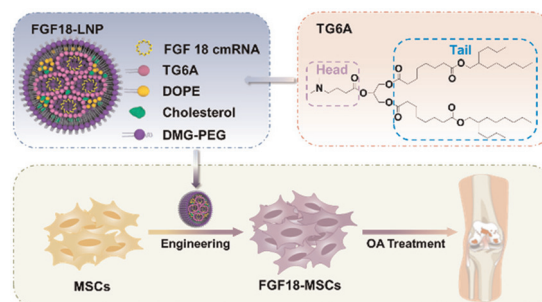 FGF18-LNP
FGF 18 cmRNA
TG6A
DOPE
Cholesterol
DMG-PEG
TG6A
Head
Tail
N
O
O
O
O
O
O
O
O
O
O
MSCs
Engineering
FGF18-MSCs
OA Treatment